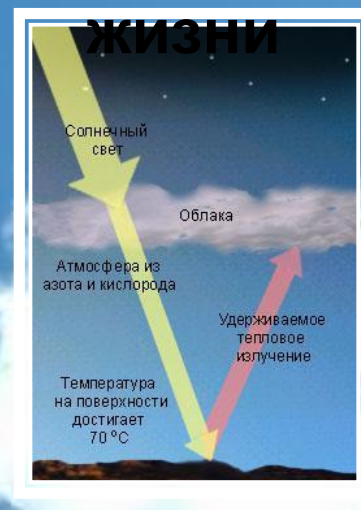 жизни
Солнечный
свет
Облака
Атмосфера из
азота и кислорода
Удерживаемое
тепловое
излучение
Температура
на поверхности
достигает
70 °C